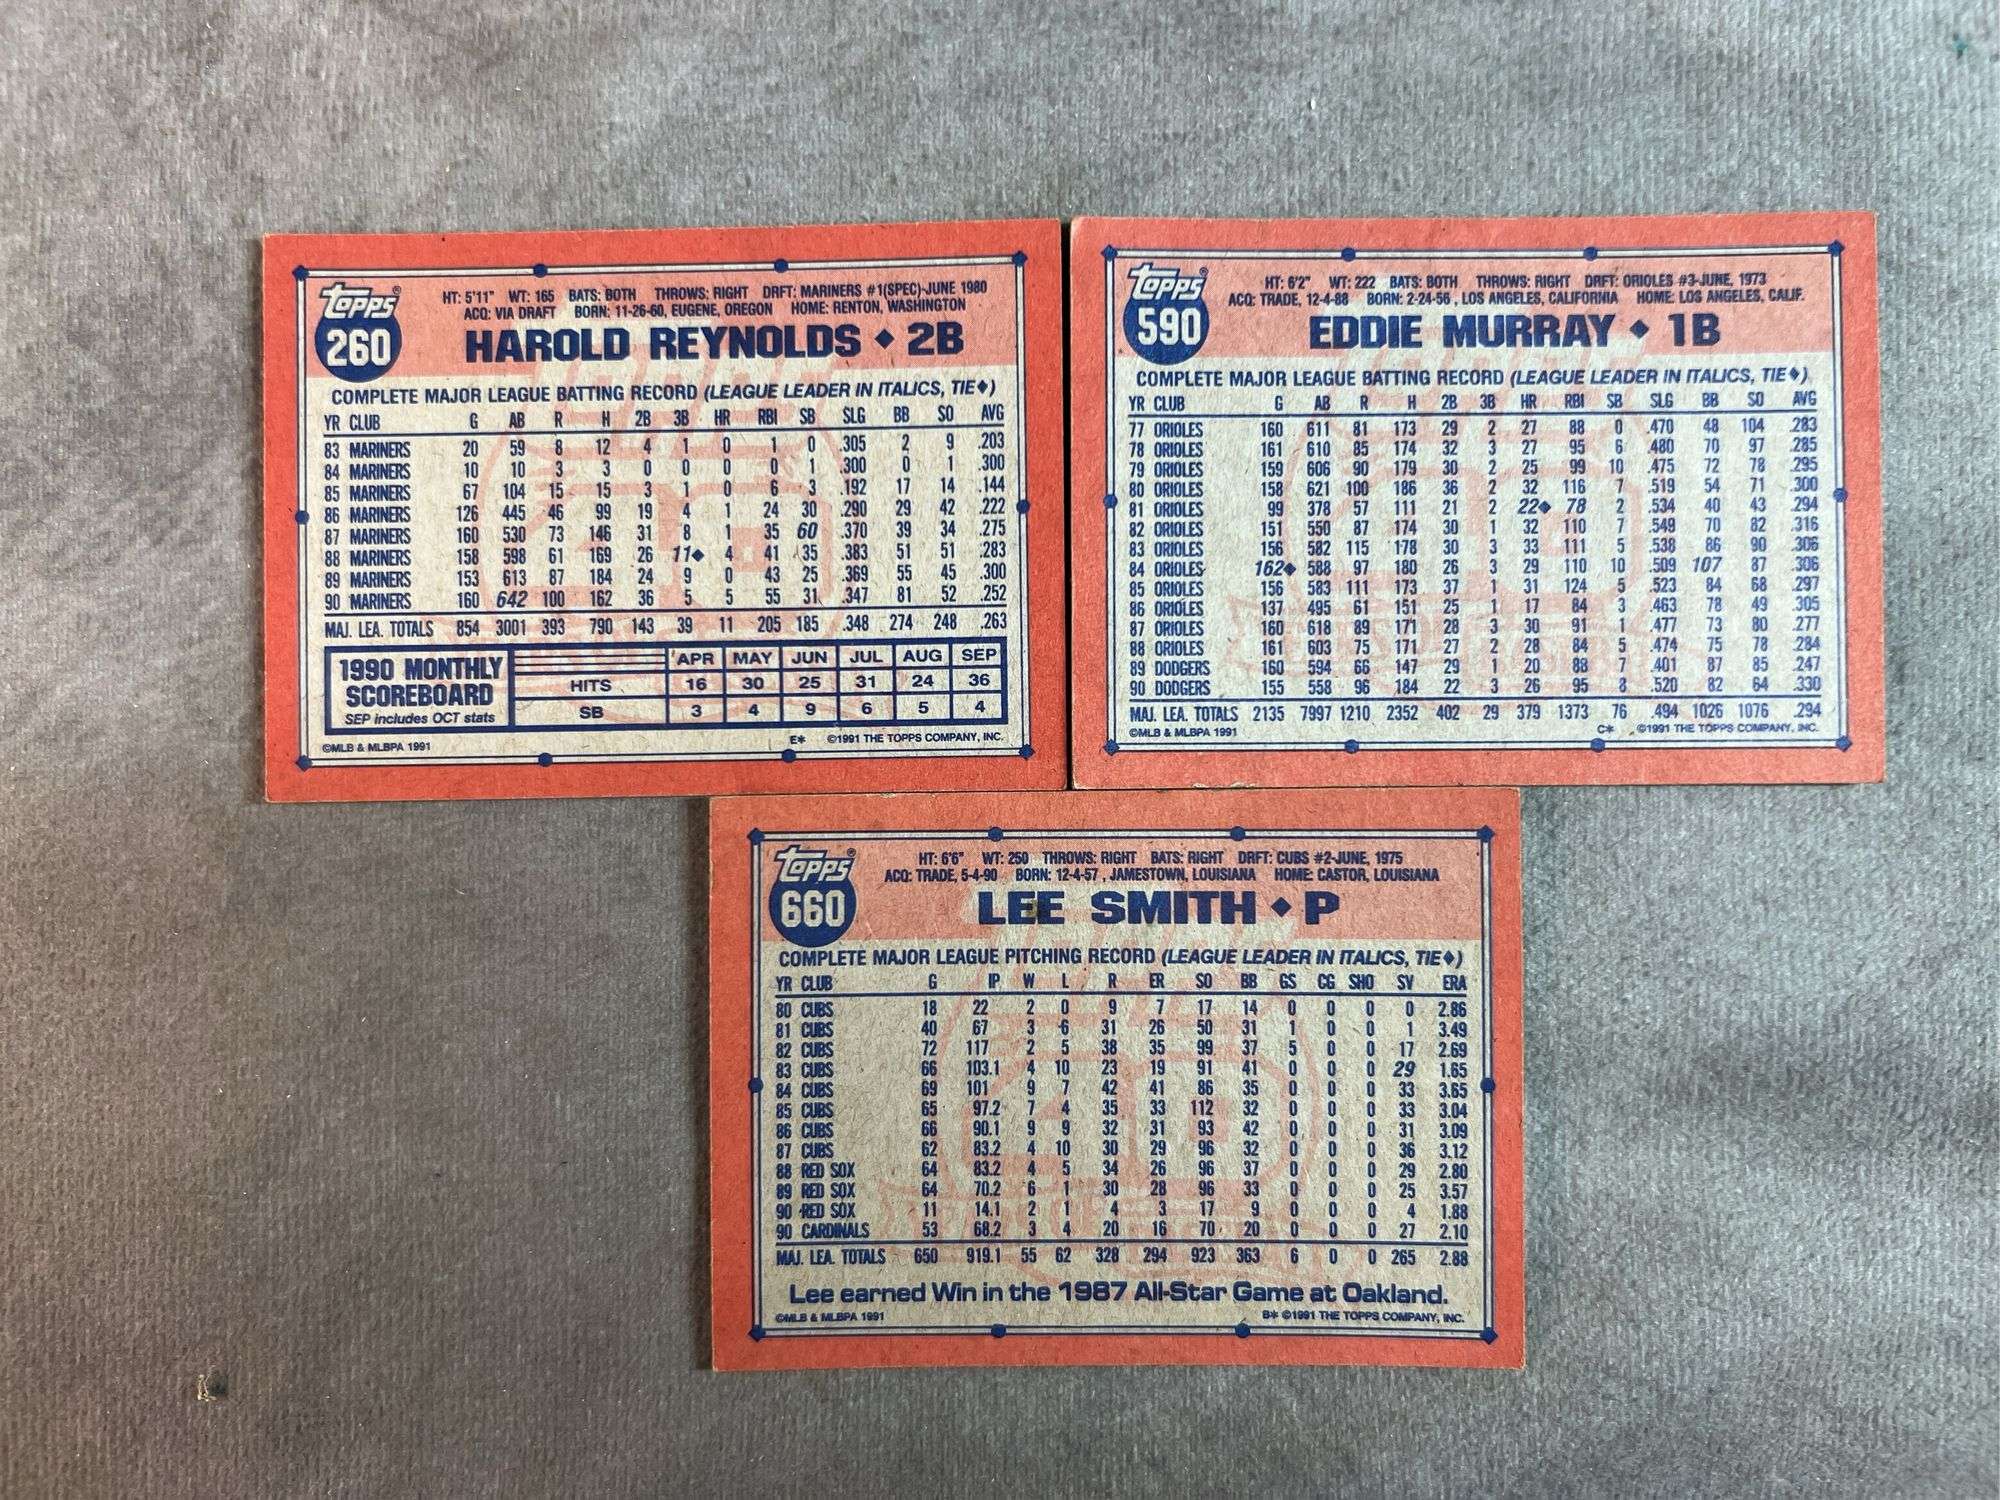 Topps®
260
HT: 5'11" WT: 165 BATS: BOTH THROWS: RIGHT DRFT: MARINERS #1(SPEC)-JUNE 1980
ACQ: VIA DRAFT BORN: 11-26-60, EUGENE, OREGON HOME: RENTON, WASHINGTON
HAROLD REYNOLDS ◆ 2B
COMPLETE MAJOR LEAGUE BATTING RECORD (LEAGUE LEADER IN ITALICS, TIE◆)
YR CLUB G AB R H 2B 3B HR RBI SB SLG BB SO AVG
83 MARINERS 20 59 8 12 4 1 0 1 0 .305 2 9 .203
84 MARINERS 10 10 3 3 0 0 0 0 1 .300 0 1 .300
85 MARINERS 67 104 15 15 3 1 0 6 3 .192 17 14 .144
86 MARINERS 126 445 46 99 19 4 1 24 30 .290 29 42 .222
87 MARINERS 160 530 73 146 31 8 1 35 60 .370 39 34 .275
88 MARINERS 158 598 61 169 26 11◆ 4 41 35 .383 51 51 .283
89 MARINERS 153 613 87 184 24 9 0 43 25 .369 55 45 .300
90 MARINERS 160 642 100 162 36 5 5 55 31 .347 81 52 .252
MAJ. LEA. TOTALS 854 3001 393 790 143 39 11 205 185 .348 274 248 .263
1990 MONTHLY
SCOREBOARD
SEP includes OCT stats
APR MAY JUN JUL AUG SEP
HITS 16 30 25 31 24 36
SB 3 4 9 6 5 4
©MLB & MLBPA 1991 E* ©1991 THE TOPPS COMPANY, INC.
Topps®
590
HT: 6'2" WT: 222 BATS: BOTH THROWS: RIGHT DRFT: ORIOLES #3-JUNE, 1973
ACQ: TRADE, 12-4-88 BORN: 2-24-56 , LOS ANGELES, CALIFORNIA HOME: LOS ANGELES, CALIF.
EDDIE MURRAY ◆ 1B
COMPLETE MAJOR LEAGUE BATTING RECORD (LEAGUE LEADER IN ITALICS, TIE◆)
YR CLUB G AB R H 2B 3B HR RBI SB SLG BB SO AVG
77 ORIOLES 160 611 81 173 29 2 27 88 0 .470 48 104 .283
78 ORIOLES 161 610 85 174 32 3 27 95 6 .480 70 97 .285
79 ORIOLES 159 606 90 179 30 2 25 99 10 .475 72 78 .295
80 ORIOLES 158 621 100 186 36 2 32 116 7 .519 54 71 .300
81 ORIOLES 99 378 57 111 21 2 22◆ 78 2 .534 40 43 .294
82 ORIOLES 151 550 87 174 30 1 32 110 7 .549 70 82 .316
83 ORIOLES 156 582 115 178 30 3 33 111 5 .538 86 90 .306
84 ORIOLES 162◆ 588 97 180 26 3 29 110 10 .509 107 87 .306
85 ORIOLES 156 583 111 173 37 1 31 124 5 .523 84 68 .297
86 ORIOLES 137 495 61 151 25 1 17 84 3 .463 78 49 .305
87 ORIOLES 160 618 89 171 28 3 30 91 1 .477 73 80 .277
88 ORIOLES 161 603 75 171 27 2 28 84 5 .474 75 78 .284
89 DODGERS 160 594 66 147 29 1 20 88 7 .401 87 85 .247
90 DODGERS 155 558 96 184 22 3 26 95 8 .520 82 64 .330
MAJ. LEA. TOTALS 2135 7997 1210 2352 402 29 379 1373 76 .494 1026 1076 .294
©MLB & MLBPA 1991 C* ©1991 THE TOPPS COMPANY, INC.
Topps®
660
HT: 6'6" WT: 250 THROWS: RIGHT BATS: RIGHT DRFT: CUBS #2-JUNE, 1975
ACQ: TRADE, 5-4-90 BORN: 12-4-57 , JAMESTOWN, LOUISIANA HOME: CASTOR, LOUISIANA
LEE SMITH ◆ P
COMPLETE MAJOR LEAGUE PITCHING RECORD (LEAGUE LEADER IN ITALICS, TIE◆)
YR CLUB G IP W L R ER SO BB GS CG SHO SV ERA
80 CUBS 18 22 2 0 9 7 17 14 0 0 0 0 2.86
81 CUBS 40 67 3 6 31 26 50 31 1 0 0 1 3.49
82 CUBS 72 117 2 5 38 35 99 37 5 0 0 17 2.69
83 CUBS 66 103.1 4 10 23 19 91 41 0 0 0 29 1.65
84 CUBS 69 101 9 7 42 41 86 35 0 0 0 33 3.65
85 CUBS 65 97.2 7 4 35 33 112 32 0 0 0 33 3.04
86 CUBS 66 90.1 9 9 32 31 93 42 0 0 0 31 3.09
87 CUBS 62 83.2 4 10 30 29 96 32 0 0 0 36 3.12
88 RED SOX 64 83.2 4 5 34 26 96 37 0 0 0 29 2.80
89 RED SOX 64 70.2 6 1 30 28 96 33 0 0 0 25 3.57
90 RED SOX 11 14.1 2 1 4 3 17 9 0 0 0 4 1.88
90 CARDINALS 53 68.2 3 4 20 16 70 20 0 0 0 27 2.10
MAJ. LEA. TOTALS 650 919.1 55 62 328 294 923 363 6 0 0 265 2.88
Lee earned Win in the 1987 All-Star Game at Oakland.
©MLB & MLBPA 1991 B* ©1991 THE TOPPS COMPANY, INC.